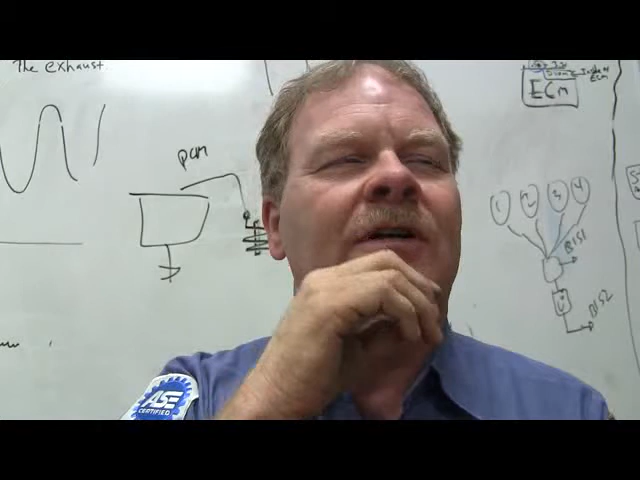 The exhaust
ECM
PCM
1 2 3 4
B1S1
B1S2
ASE
CERTIFIED